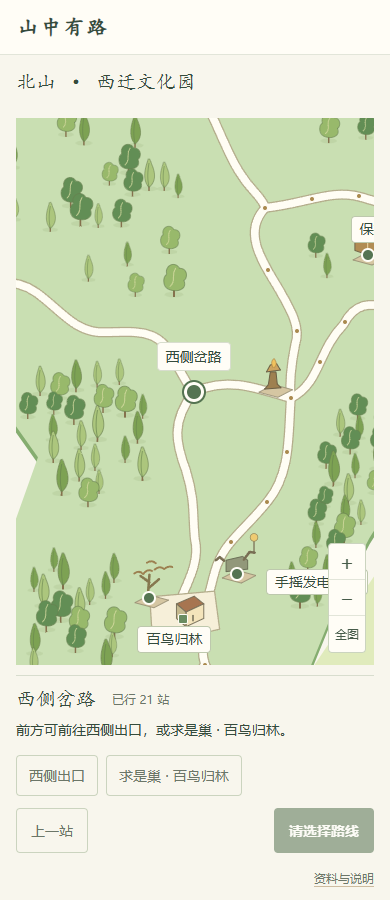 山中有路
北山 • 西迁文化园
保
西侧岔路
手摇发电
百鸟归林
+
−
全图
西侧岔路 已行 21 站
前方可前往西侧出口，或求是巢 · 百鸟归林。
西侧出口 求是巢 · 百鸟归林
上一站 请选择路线
资料与说明